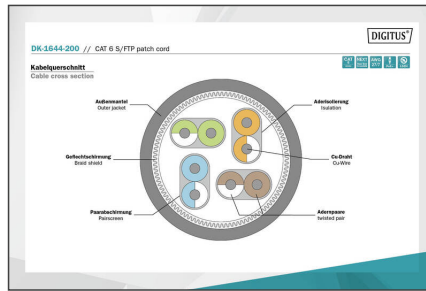 DIGITUS®
DK-1644-200 // CAT 6 S/FTP patch cord
Kabelquerschnitt
Cable cross section
Außenmantel
Outer jacket
Aderisolierung
Insulation
Geflechtschirmung
Braid shield
Cu-Draht
Cu-Wire
Paarabschirmung
Pairscreen
Adernpaare
twisted pair